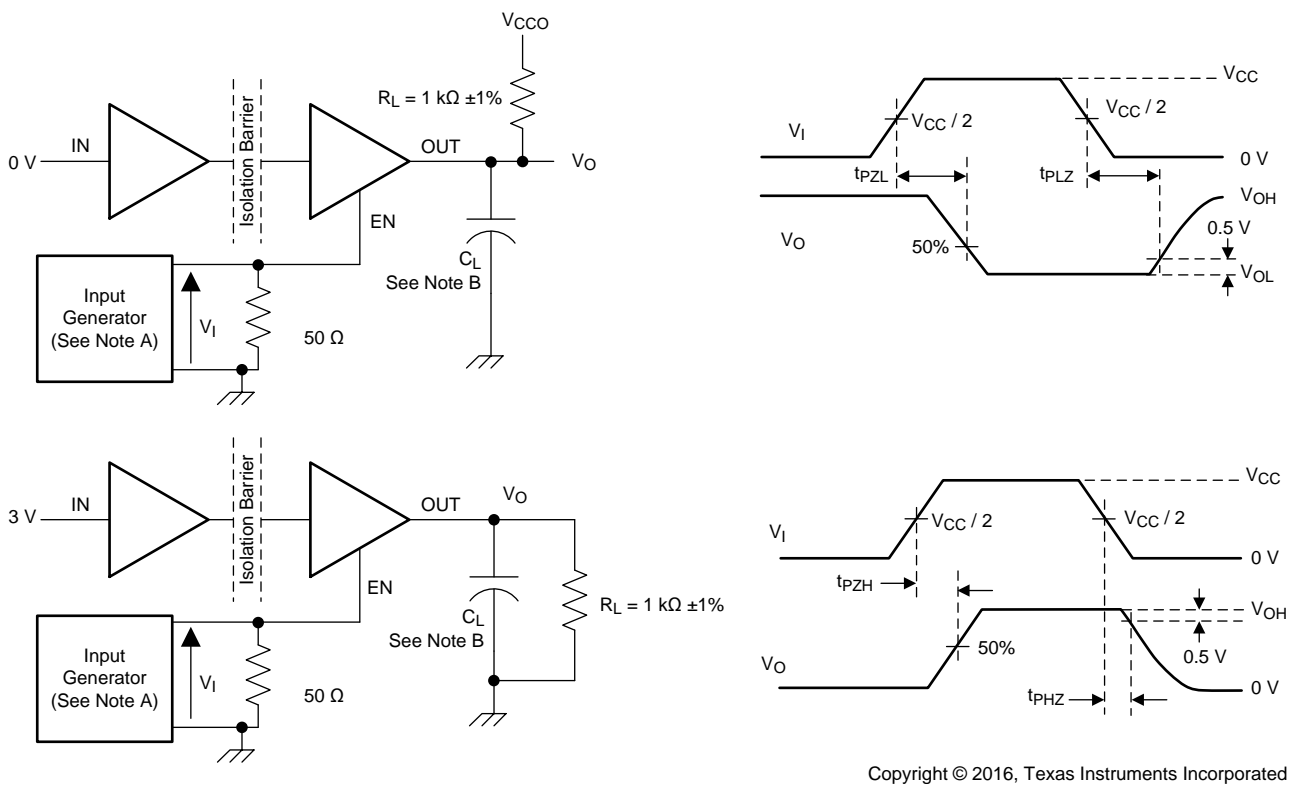 VCCO
RL = 1 kΩ ±1%
0 V
IN
Isolation Barrier
OUT
VO
EN
CL
See Note B
Input
Generator
(See Note A)
VI
50 Ω
VI
VCC / 2
VCC / 2
VCC
0 V
tPZL
tPLZ
VO
50%
VOH
0.5 V
VOL
3 V
IN
Isolation Barrier
OUT
VO
EN
CL
See Note B
RL = 1 kΩ ±1%
Input
Generator
(See Note A)
VI
50 Ω
VI
VCC / 2
VCC / 2
VCC
0 V
tPZH
VO
50%
VOH
0.5 V
tPHZ
0 V
Copyright © 2016, Texas Instruments Incorporated